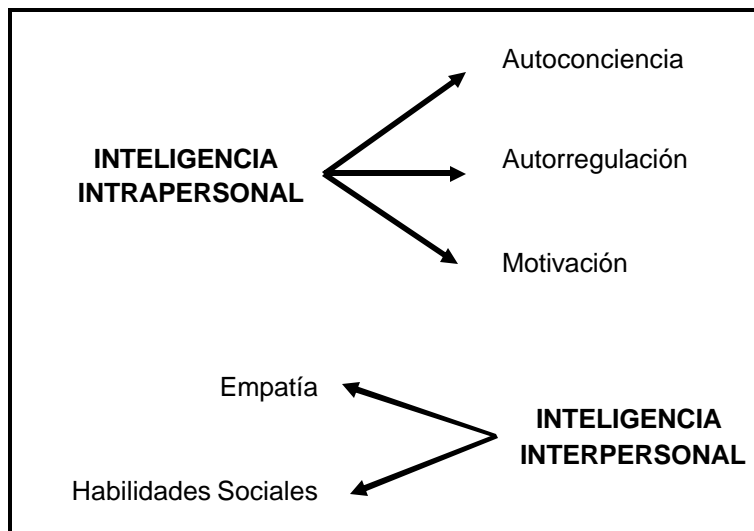 Autoconciencia
INTELIGENCIA
INTRAPERSONAL
Autorregulación
Motivación
Empatía
INTELIGENCIA
INTERPERSONAL
Habilidades Sociales